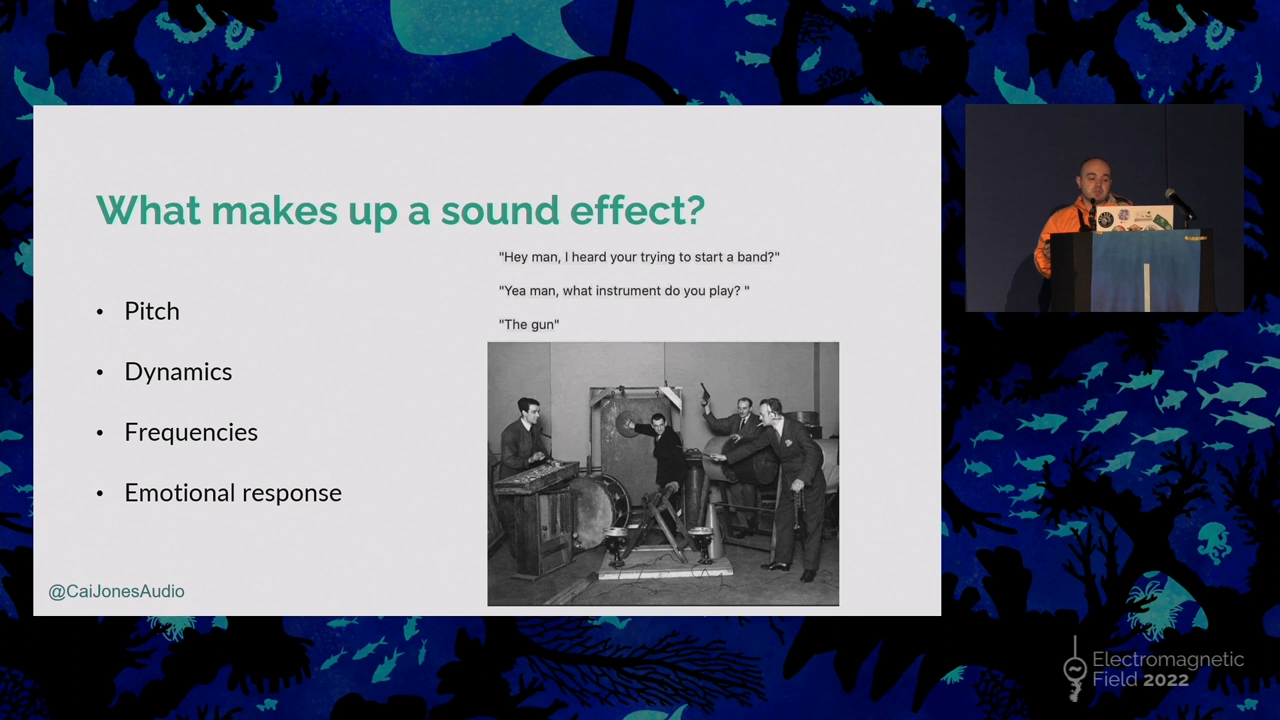 What makes up a sound effect?
"Hey man, I heard your trying to start a band?"
"Yea man, what instrument do you play? "
"The gun"
• Pitch
• Dynamics
• Frequencies
• Emotional response
@CaiJonesAudio
Electromagnetic
Field 2022